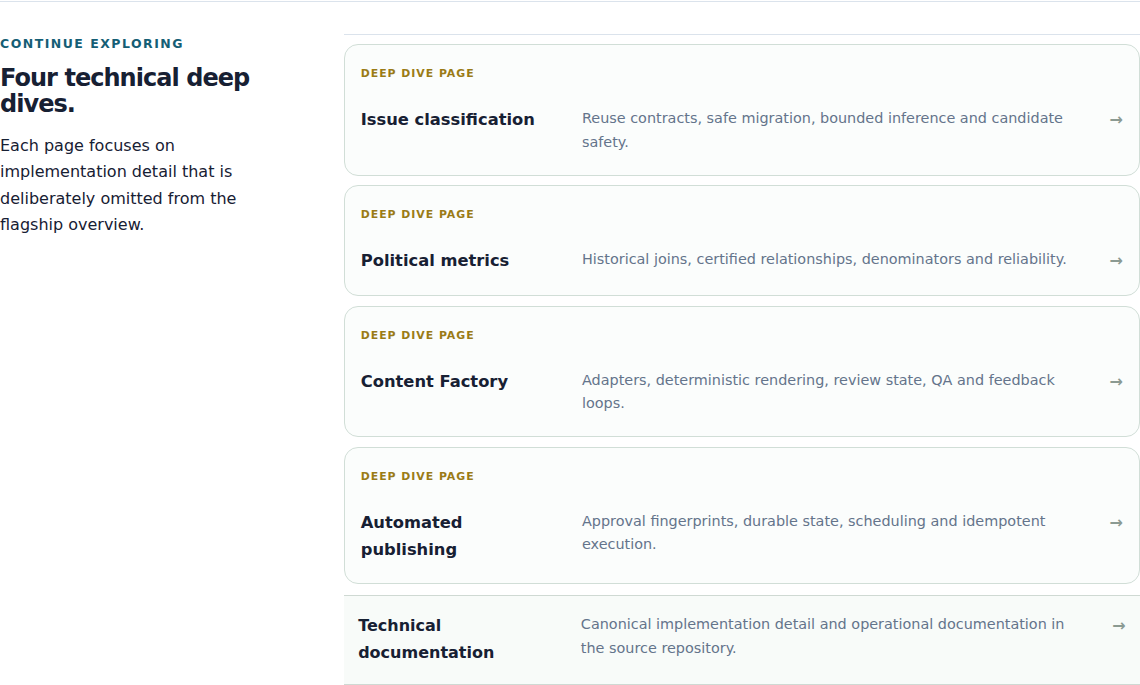 CONTINUE EXPLORING
Four technical deep
dives.
Each page focuses on
implementation detail that is
deliberately omitted from the
flagship overview.
DEEP DIVE PAGE
Issue classification
Reuse contracts, safe migration, bounded inference and candidate
safety.
→
DEEP DIVE PAGE
Political metrics
Historical joins, certified relationships, denominators and reliability.
→
DEEP DIVE PAGE
Content Factory
Adapters, deterministic rendering, review state, QA and feedback
loops.
→
DEEP DIVE PAGE
Automated
publishing
Approval fingerprints, durable state, scheduling and idempotent
execution.
→
Technical
documentation
Canonical implementation detail and operational documentation in
the source repository.
→